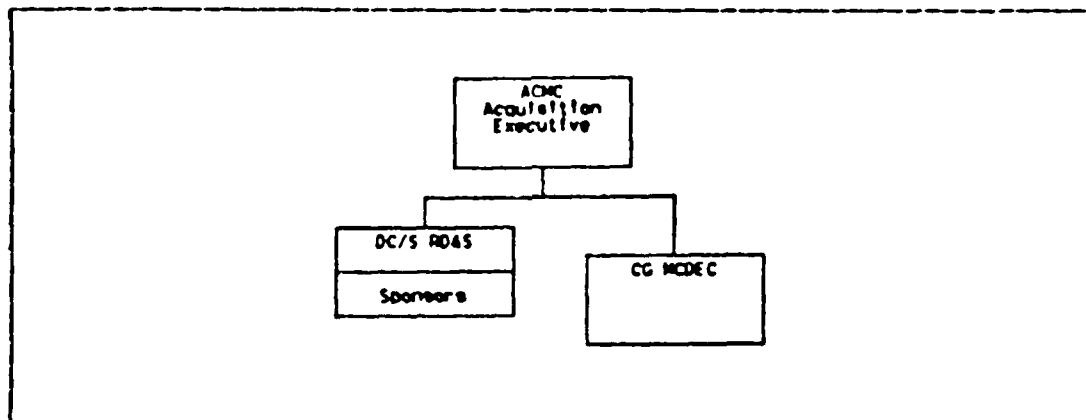 ACMC
Acquisition
Executive
DC/S RD&S
Sponsors
CG MCDEC